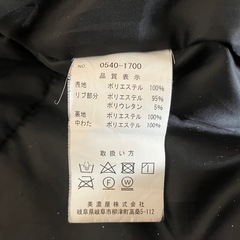 NO. 0540-1700
品質表示
表地 ポリエステル 100%
リブ部分 ポリエステル 95%
ポリウレタン 5%
裏地 ポリエステル 100%
中わた ポリエステル 100%
取扱い方
美濃屋株式会社
岐阜県岐阜市柳津町高桑5-112